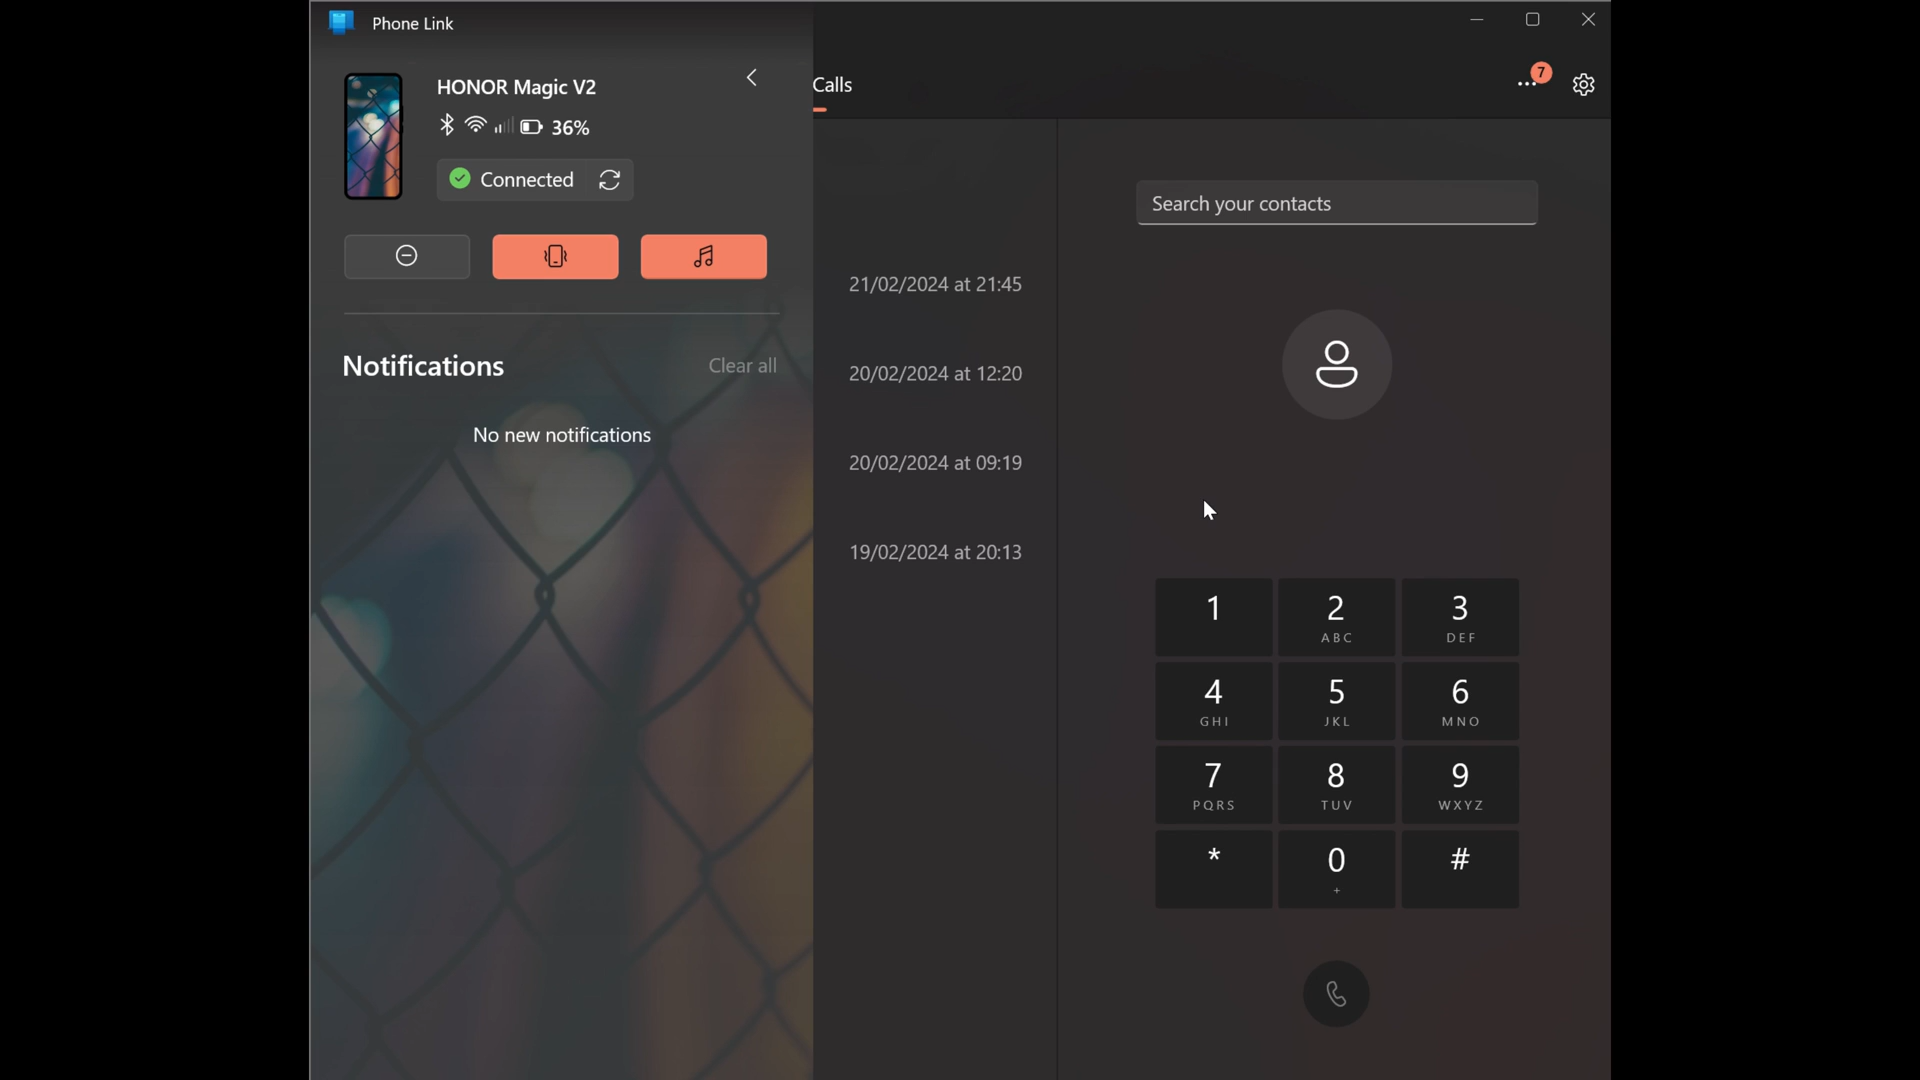 Phone Link
HONOR Magic V2
36%
Connected
Notifications
Clear all
No new notifications
Calls
7
21/02/2024 at 21:45
20/02/2024 at 12:20
20/02/2024 at 09:19
19/02/2024 at 20:13
Search your contacts
1 2 3
ABC DEF
4 5 6
GHI JKL MNO
7 8 9
PQRS TUV WXYZ
* 0 #
+